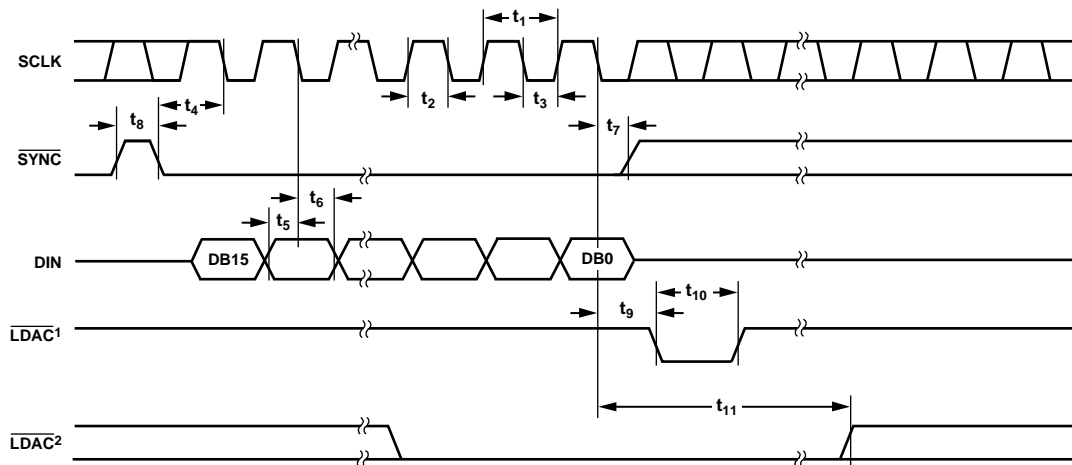 t1
SCLK
t2
t3
t4
t8
t7
SYNC
t6
t5
DIN
DB15
DB0
t10
t9
LDAC1
t11
LDAC2